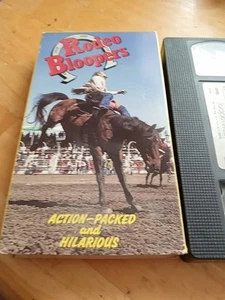 Rodeo
Bloopers
ACTION-PACKED
and
HILARIOUS